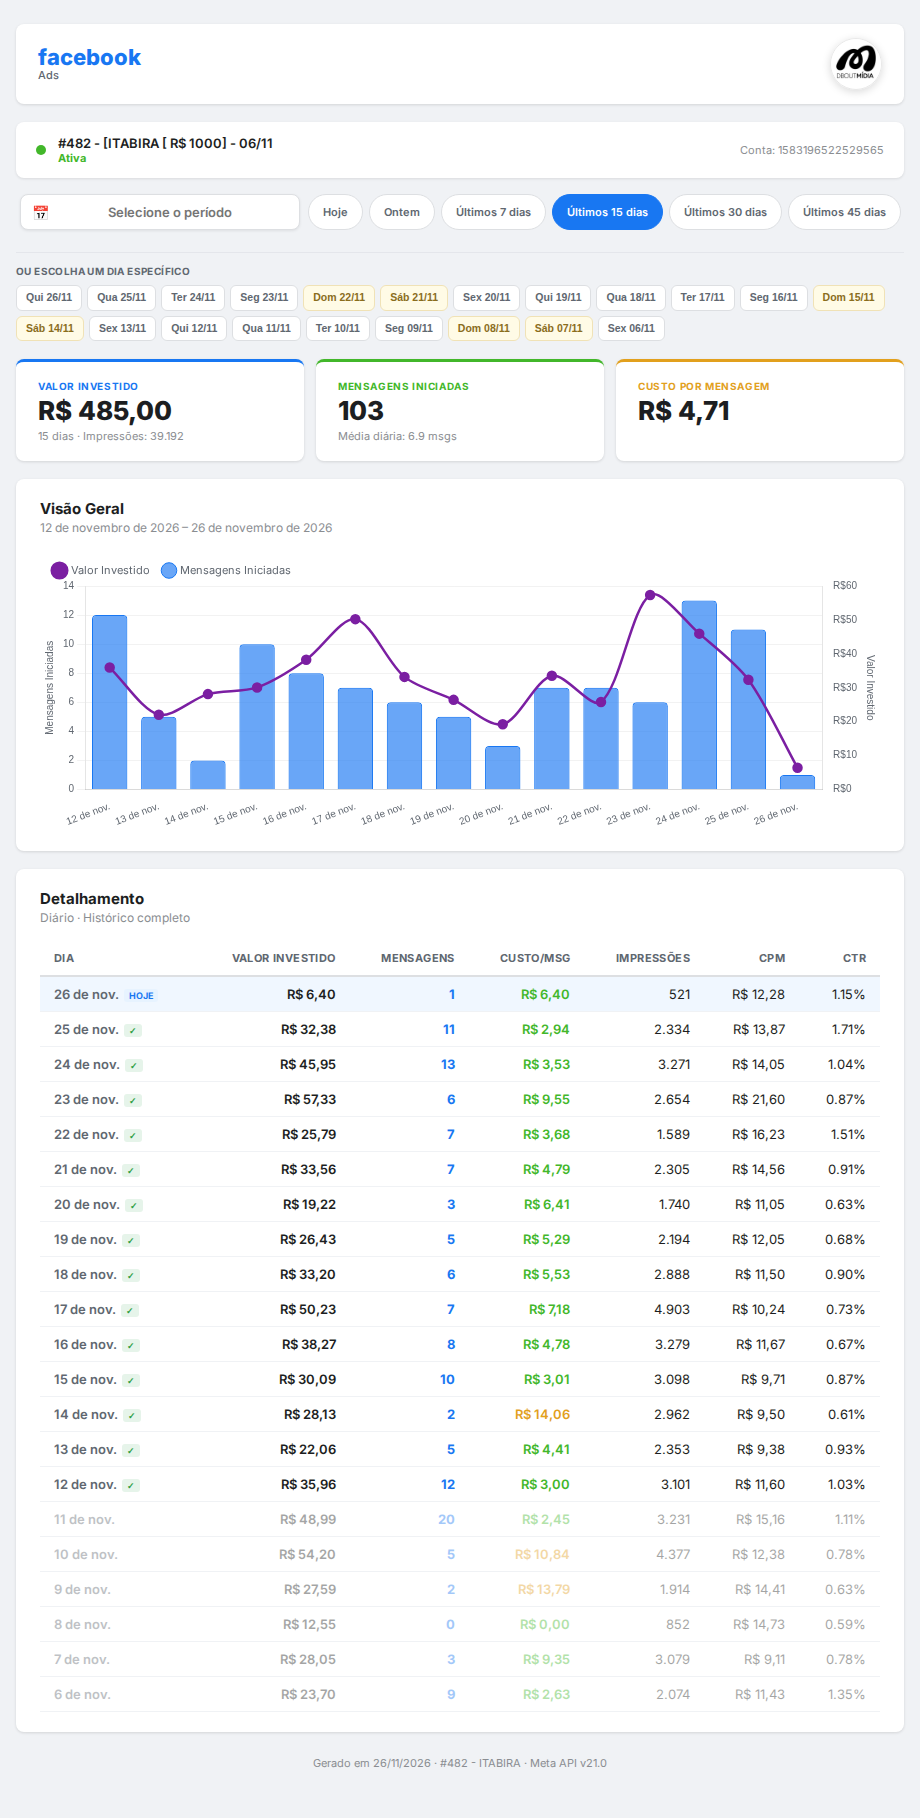 facebook
Ads
DBOUTMÍDIA
#482 - [ITABIRA [ R$ 1000] - 06/11
Ativa
Conta: 1583196522529565
📅 Selecione o período Hoje Ontem Últimos 7 dias Últimos 15 dias Últimos 30 dias Últimos 45 dias
OU ESCOLHA UM DIA ESPECÍFICO
Qui 26/11 Qua 25/11 Ter 24/11 Seg 23/11 Dom 22/11 Sáb 21/11 Sex 20/11 Qui 19/11 Qua 18/11 Ter 17/11 Seg 16/11 Dom 15/11
Sáb 14/11 Sex 13/11 Qui 12/11 Qua 11/11 Ter 10/11 Seg 09/11 Dom 08/11 Sáb 07/11 Sex 06/11
VALOR INVESTIDO
R$ 485,00
15 dias · Impressões: 39.192
MENSAGENS INICIADAS
103
Média diária: 6.9 msgs
CUSTO POR MENSAGEM
R$ 4,71
Visão Geral
12 de novembro de 2026 – 26 de novembro de 2026
Valor Investido Mensagens Iniciadas
Mensagens Iniciadas
14
12
10
8
6
4
2
0
R$60
R$50
R$40
R$30
R$20
R$10
R$0
Valor Investido
12 de nov. 13 de nov. 14 de nov. 15 de nov. 16 de nov. 17 de nov. 18 de nov. 19 de nov. 20 de nov. 21 de nov. 22 de nov. 23 de nov. 24 de nov. 25 de nov. 26 de nov.
Detalhamento
Diário · Histórico completo
DIA VALOR INVESTIDO MENSAGENS CUSTO/MSG IMPRESSÕES CPM CTR
26 de nov. HOJE R$ 6,40 1 R$ 6,40 521 R$ 12,28 1.15%
25 de nov. ✓ R$ 32,38 11 R$ 2,94 2.334 R$ 13,87 1.71%
24 de nov. ✓ R$ 45,95 13 R$ 3,53 3.271 R$ 14,05 1.04%
23 de nov. ✓ R$ 57,33 6 R$ 9,55 2.654 R$ 21,60 0.87%
22 de nov. ✓ R$ 25,79 7 R$ 3,68 1.589 R$ 16,23 1.51%
21 de nov. ✓ R$ 33,56 7 R$ 4,79 2.305 R$ 14,56 0.91%
20 de nov. ✓ R$ 19,22 3 R$ 6,41 1.740 R$ 11,05 0.63%
19 de nov. ✓ R$ 26,43 5 R$ 5,29 2.194 R$ 12,05 0.68%
18 de nov. ✓ R$ 33,20 6 R$ 5,53 2.888 R$ 11,50 0.90%
17 de nov. ✓ R$ 50,23 7 R$ 7,18 4.903 R$ 10,24 0.73%
16 de nov. ✓ R$ 38,27 8 R$ 4,78 3.279 R$ 11,67 0.67%
15 de nov. ✓ R$ 30,09 10 R$ 3,01 3.098 R$ 9,71 0.87%
14 de nov. ✓ R$ 28,13 2 R$ 14,06 2.962 R$ 9,50 0.61%
13 de nov. ✓ R$ 22,06 5 R$ 4,41 2.353 R$ 9,38 0.93%
12 de nov. ✓ R$ 35,96 12 R$ 3,00 3.101 R$ 11,60 1.03%
11 de nov. R$ 48,99 20 R$ 2,45 3.231 R$ 15,16 1.11%
10 de nov. R$ 54,20 5 R$ 10,84 4.377 R$ 12,38 0.78%
9 de nov. R$ 27,59 2 R$ 13,79 1.914 R$ 14,41 0.63%
8 de nov. R$ 12,55 0 R$ 0,00 852 R$ 14,73 0.59%
7 de nov. R$ 28,05 3 R$ 9,35 3.079 R$ 9,11 0.78%
6 de nov. R$ 23,70 9 R$ 2,63 2.074 R$ 11,43 1.35%
Gerado em 26/11/2026 · #482 - ITABIRA · Meta API v21.0